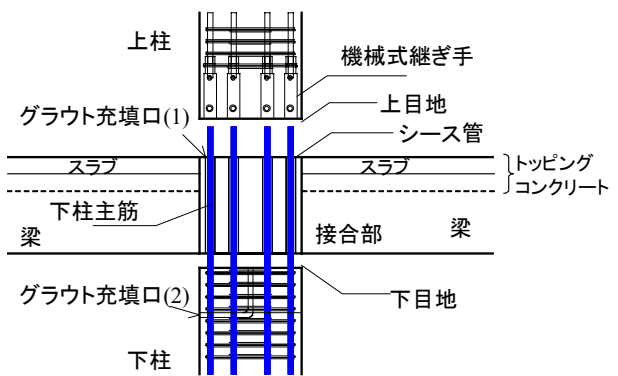 上柱
機械式継ぎ手
上目地
グラウト充填口(1)
シース管
スラブ
スラブ
トッピング
コンクリート
下柱主筋
梁
接合部
梁
グラウト充填口(2)
下目地
下柱